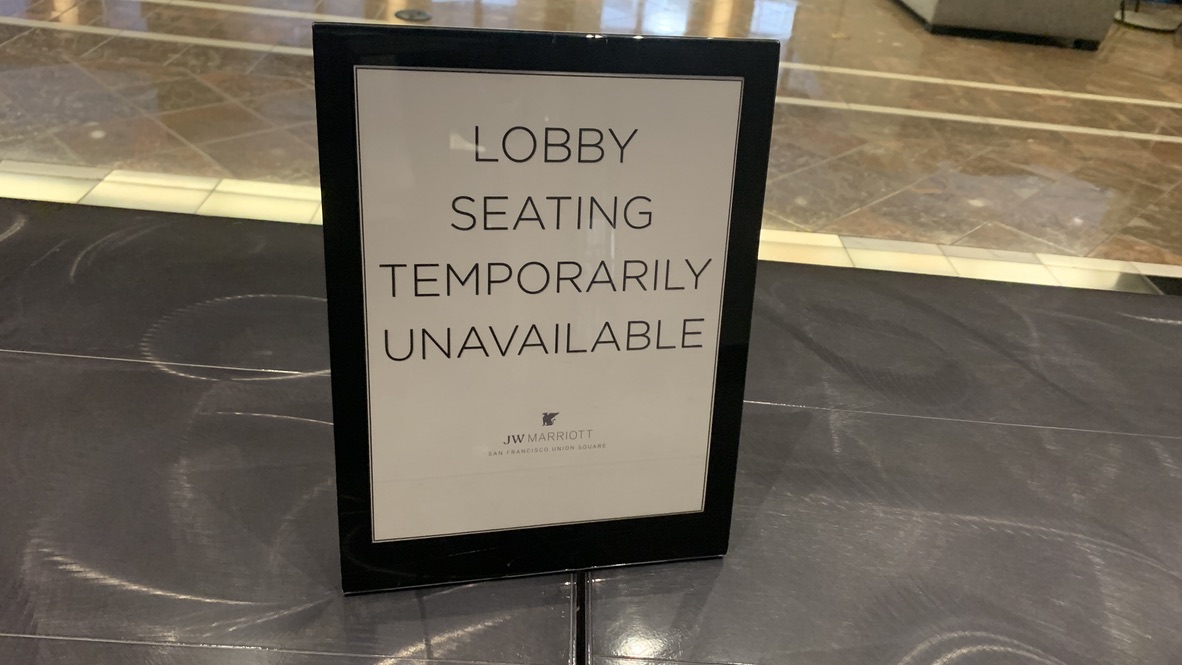 LOBBY
SEATING
TEMPORARILY
UNAVAILABLE
JW MARRIOTT
SAN FRANCISCO UNION SQUARE